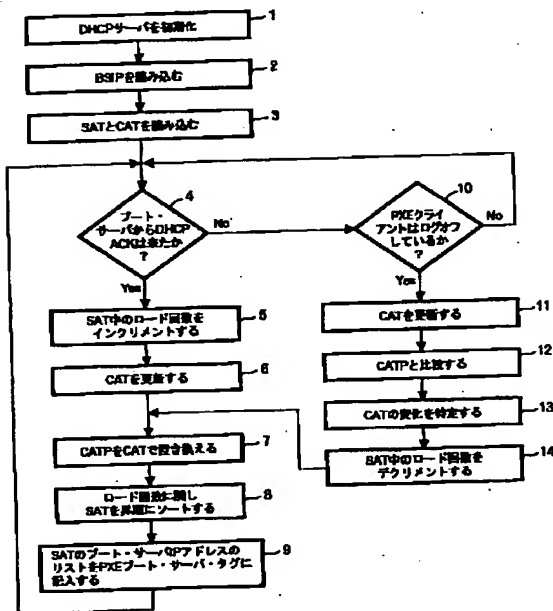 DHCPサーバを初期化
1
BSIPを読み込む
2
SATとCATを読み込む
3
4
ブート・
サーバからDHCP
ACKは来たか
?
No
Yes
10
PXEクライ
アントはログオフ
しているか
?
No
Yes
SAT中のロード回数を
インクリメントする
5
CATを更新する
6
CATPをCATで置き換える
7
ロード回数に関し
SATを昇順にソートする
8
SATのブート・サーバIPアドレスの
リストをPXEブート・サーバ・タグに
記入する
9
CATを更新する
11
CATPと比較する
12
CATの変化を特定する
13
SAT中のロード回数を
デクリメントする
14